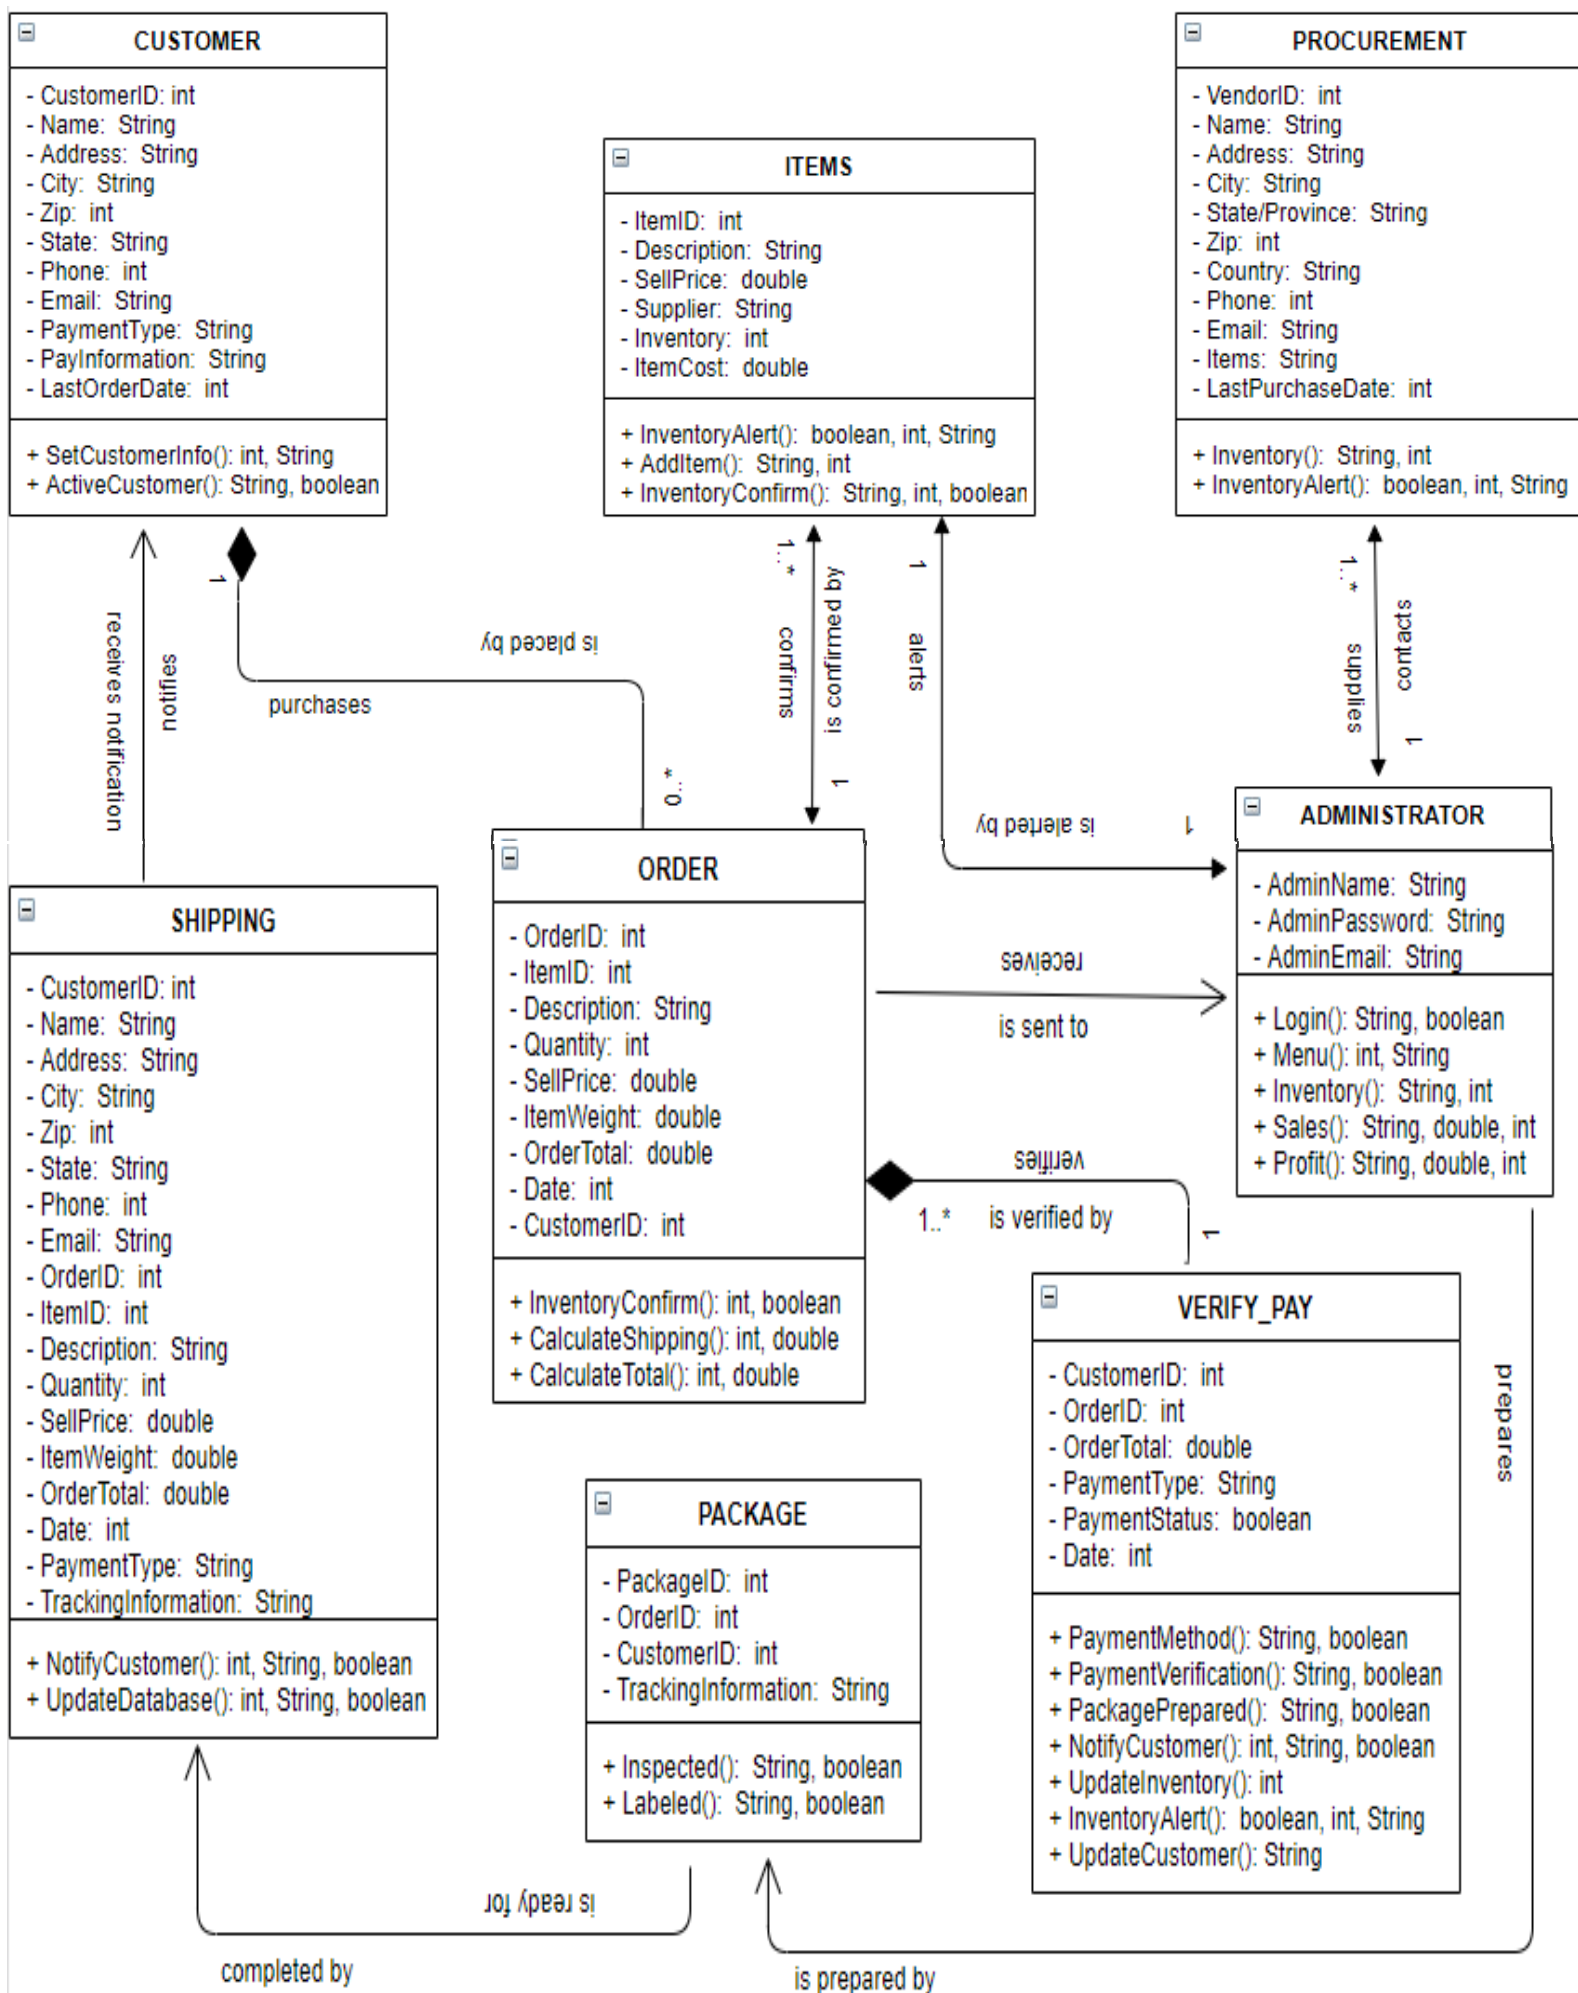 CUSTOMER
- CustomerID: int
- Name: String
- Address: String
- City: String
- Zip: int
- State: String
- Phone: int
- Email: String
- PaymentType: String
- PayInformation: String
- LastOrderDate: int
+ SetCustomerInfo(): int, String
+ ActiveCustomer(): String, boolean
ITEMS
- ItemID: int
- Description: String
- SellPrice: double
- Supplier: String
- Inventory: int
- ItemCost: double
+ InventoryAlert(): boolean, int, String
+ AddItem(): String, int
+ InventoryConfirm(): String, int, boolean
PROCUREMENT
- VendorID: int
- Name: String
- Address: String
- City: String
- State/Province: String
- Zip: int
- Country: String
- Phone: int
- Email: String
- Items: String
- LastPurchaseDate: int
+ Inventory(): String, int
+ InventoryAlert(): boolean, int, String
receives notification
notifies
1
is placed by
purchases
0..*
1..*
confirms
is confirmed by
1
1
alerts
is alerted by
1
1..*
supplies
contacts
1
SHIPPING
- CustomerID: int
- Name: String
- Address: String
- City: String
- Zip: int
- State: String
- Phone: int
- Email: String
- OrderID: int
- ItemID: int
- Description: String
- Quantity: int
- SellPrice: double
- ItemWeight: double
- OrderTotal: double
- Date: int
- PaymentType: String
- TrackingInformation: String
+ NotifyCustomer(): int, String, boolean
+ UpdateDatabase(): int, String, boolean
ORDER
- OrderID: int
- ItemID: int
- Description: String
- Quantity: int
- SellPrice: double
- ItemWeight: double
- OrderTotal: double
- Date: int
- CustomerID: int
+ InventoryConfirm(): int, boolean
+ CalculateShipping(): int, double
+ CalculateTotal(): int, double
receives
is sent to
ADMINISTRATOR
- AdminName: String
- AdminPassword: String
- AdminEmail: String
+ Login(): String, boolean
+ Menu(): int, String
+ Inventory(): String, int
+ Sales(): String, double, int
+ Profit(): String, double, int
verifies
1..*
is verified by
1
VERIFY_PAY
- CustomerID: int
- OrderID: int
- OrderTotal: double
- PaymentType: String
- PaymentStatus: boolean
- Date: int
+ PaymentMethod(): String, boolean
+ PaymentVerification(): String, boolean
+ PackagePrepared(): String, boolean
+ NotifyCustomer(): int, String, boolean
+ UpdateInventory(): int
+ InventoryAlert(): boolean, int, String
+ UpdateCustomer(): String
prepares
PACKAGE
- PackageID: int
- OrderID: int
- CustomerID: int
- TrackingInformation: String
+ Inspected(): String, boolean
+ Labeled(): String, boolean
is ready for
completed by
is prepared by